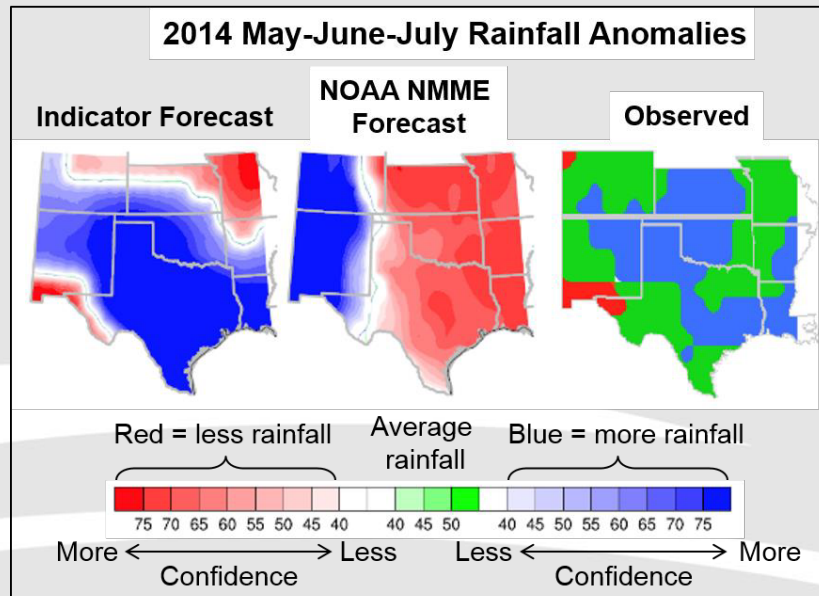 2014 May-June-July Rainfall Anomalies
Indicator Forecast
NOAA NMME
Forecast
Observed
Red = less rainfall
Average
rainfall
Blue = more rainfall
75 70 65 60 55 50 45 40 40 45 50 40 45 50 55 60 65 70 75
More Less Less More
Confidence Confidence